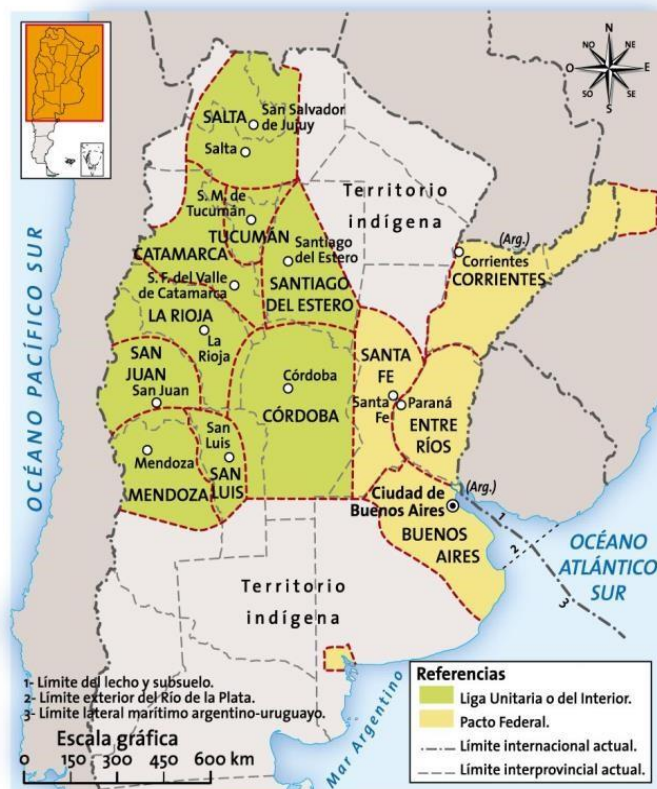 N
NO
NE
O
E
SO
SE
S
SALTA
San Salvador
de Jujuy
Salta
Territorio
indígena
S. M. de
Tucumán
TUCUMÁN
CATAMARCA
Santiago
del Estero
S. F. del Valle
de Catamarca
SANTIAGO
DEL ESTERO
(Arg.)
Corrientes
CORRIENTES
LA RIOJA
La
Rioja
SAN
JUAN
San Juan
Córdoba
CÓRDOBA
SANTA
FE
Santa
Fe
Paraná
ENTRE
RÍOS
Mendoza
MENDOZA
San
Luis
SAN
LUIS
Ciudad de
Buenos Aires
(Arg.)
BUENOS
AIRES
1
2
3
OCÉANO PACÍFICO SUR
OCÉANO
ATLÁNTICO
SUR
Territorio
indígena
Mar Argentino
1- Límite del lecho y subsuelo.
2- Límite exterior del Río de la Plata.
3- Límite lateral marítimo argentino-uruguayo.
Escala gráfica
0 150 300 450 600 km
Referencias
Liga Unitaria o del Interior.
Pacto Federal.
Límite internacional actual.
Límite interprovincial actual.